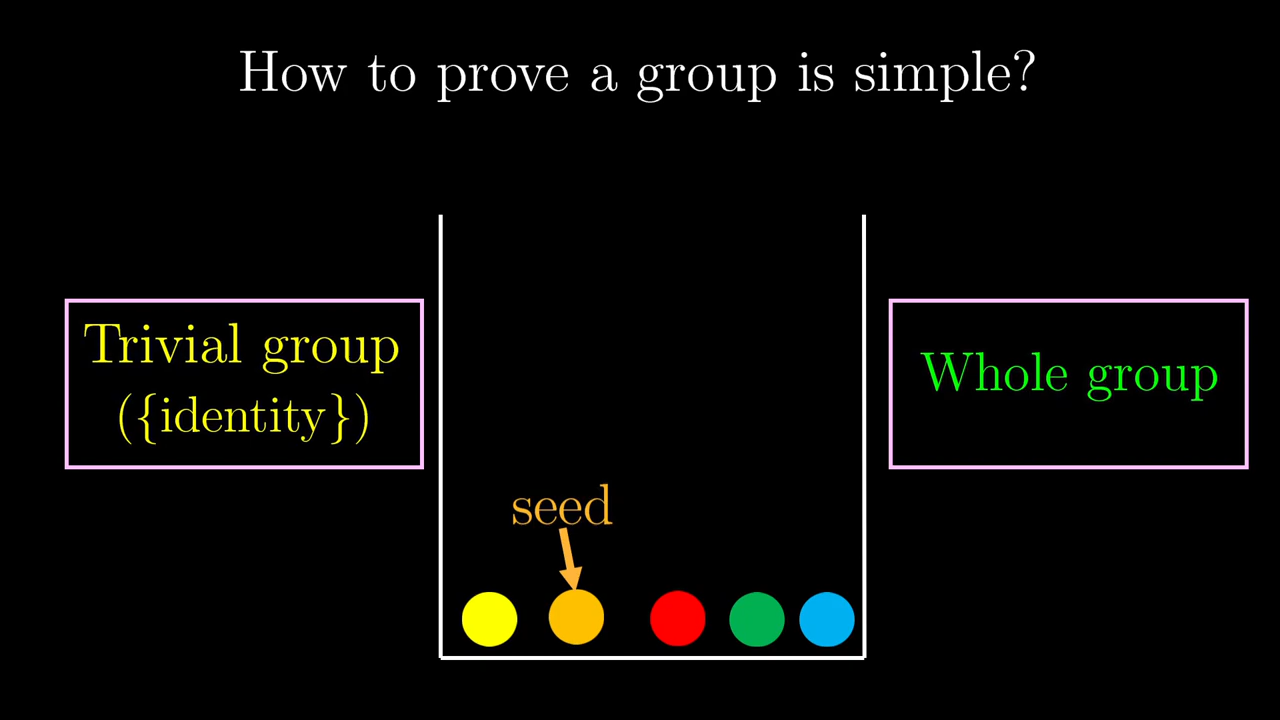 How to prove a group is simple?
Trivial group
({identity})
Whole group
seed